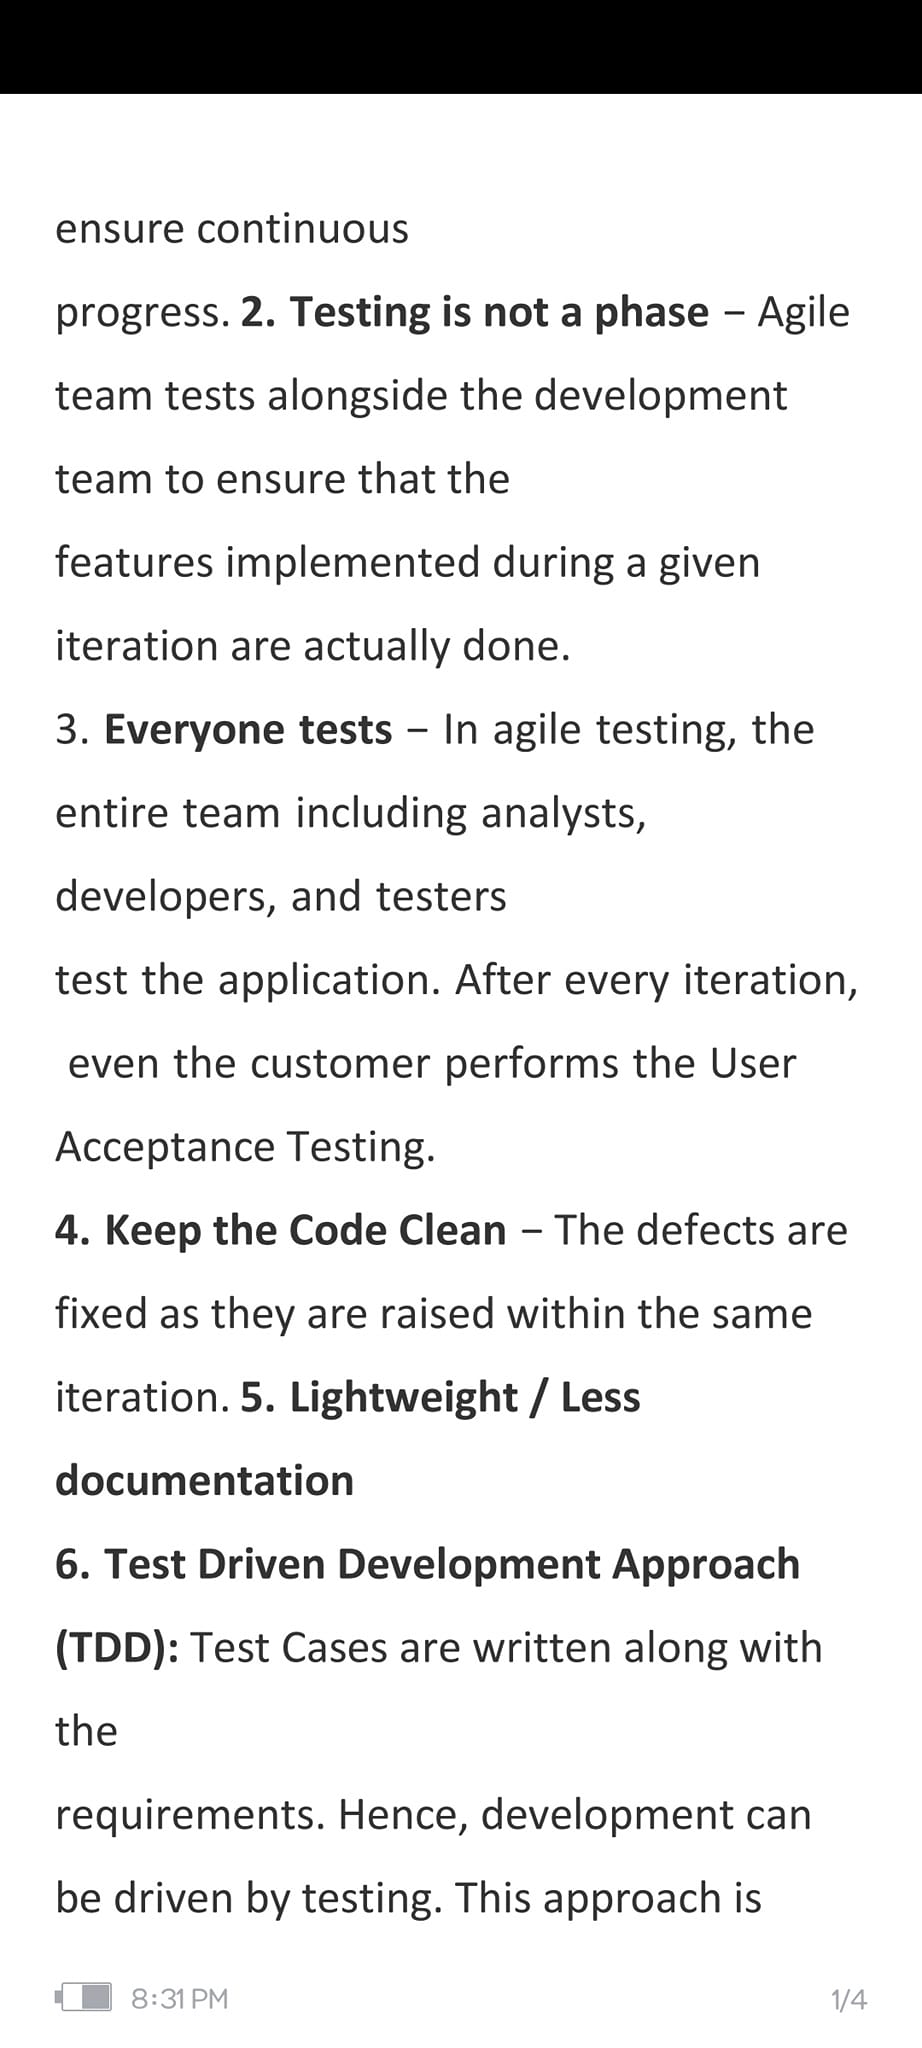 ensure continuous
progress. 2. Testing is not a phase – Agile
team tests alongside the development
team to ensure that the
features implemented during a given
iteration are actually done.
3. Everyone tests – In agile testing, the
entire team including analysts,
developers, and testers
test the application. After every iteration,
even the customer performs the User
Acceptance Testing.
4. Keep the Code Clean – The defects are
fixed as they are raised within the same
iteration. 5. Lightweight / Less
documentation
6. Test Driven Development Approach
(TDD): Test Cases are written along with
the
requirements. Hence, development can
be driven by testing. This approach is
8:31 PM 1/4